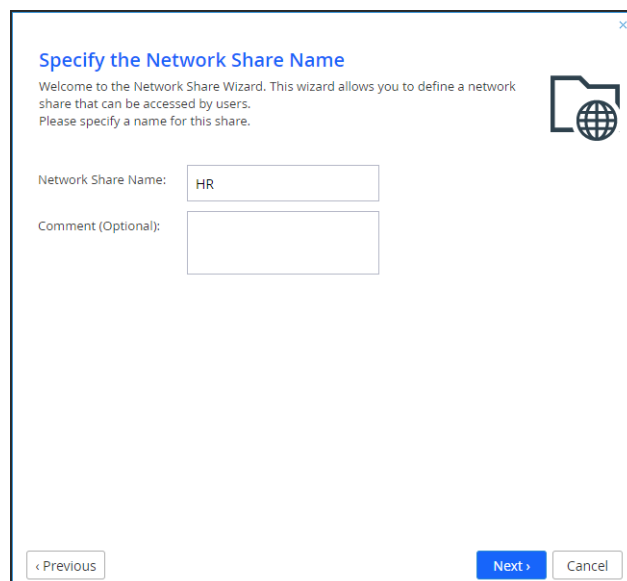 ×
Specify the Network Share Name
Welcome to the Network Share Wizard. This wizard allows you to define a network
share that can be accessed by users.
Please specify a name for this share.
Network Share Name:
HR
Comment (Optional):
‹ Previous
Next ›
Cancel